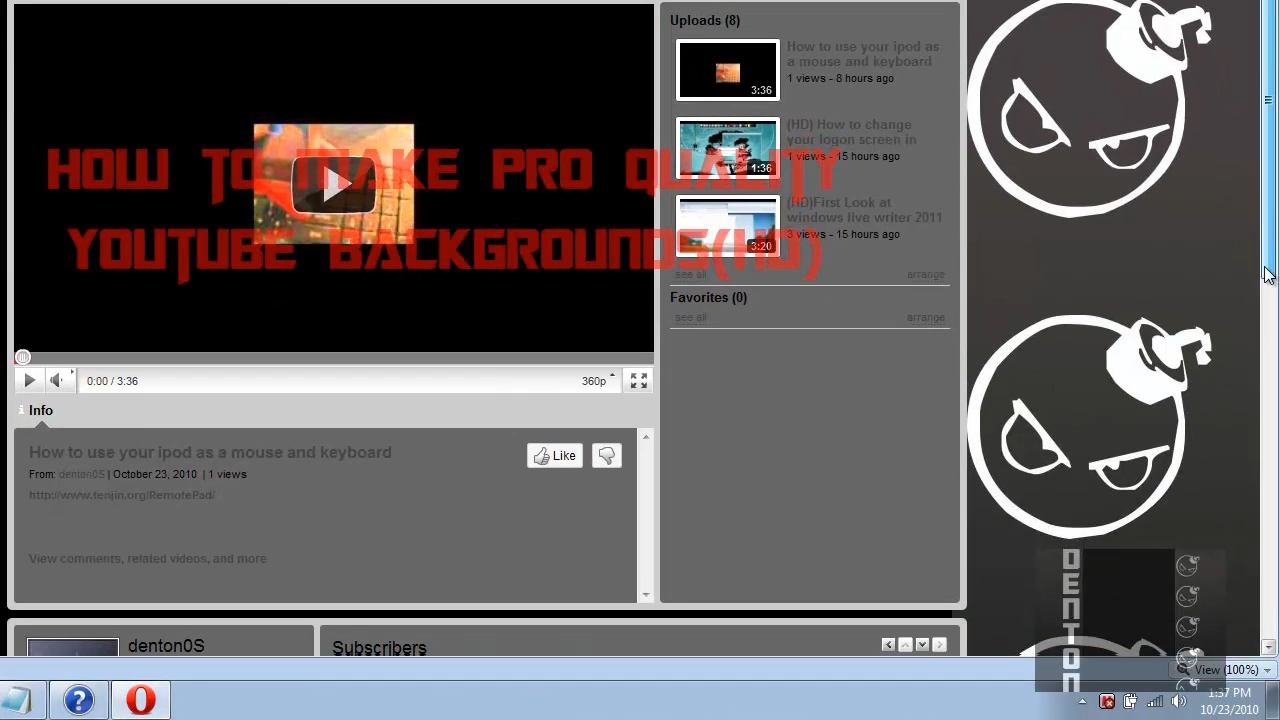 Uploads (8)
How to use your ipod as
a mouse and keyboard
1 views - 8 hours ago
3:36
(HD) How to change
your logon screen in
1 views - 15 hours ago
1:36
(HD)First Look at
windows live writer 2011
3 views - 15 hours ago
3:20
see all
arrange
Favorites (0)
see all
arrange
HOW TO MAKE PRO QUALITY
YOUTUBE BACKGROUNDS(HD)
0:00 / 3:36
360p
Info
How to use your ipod as a mouse and keyboard
From: denton0S | October 23, 2010 | 1 views
http://www.tenjin.org/RemotePad/
Like
View comments, related videos, and more
denton0S
Subscribers
DENTON
View (100%)
1:37 PM
10/23/2010